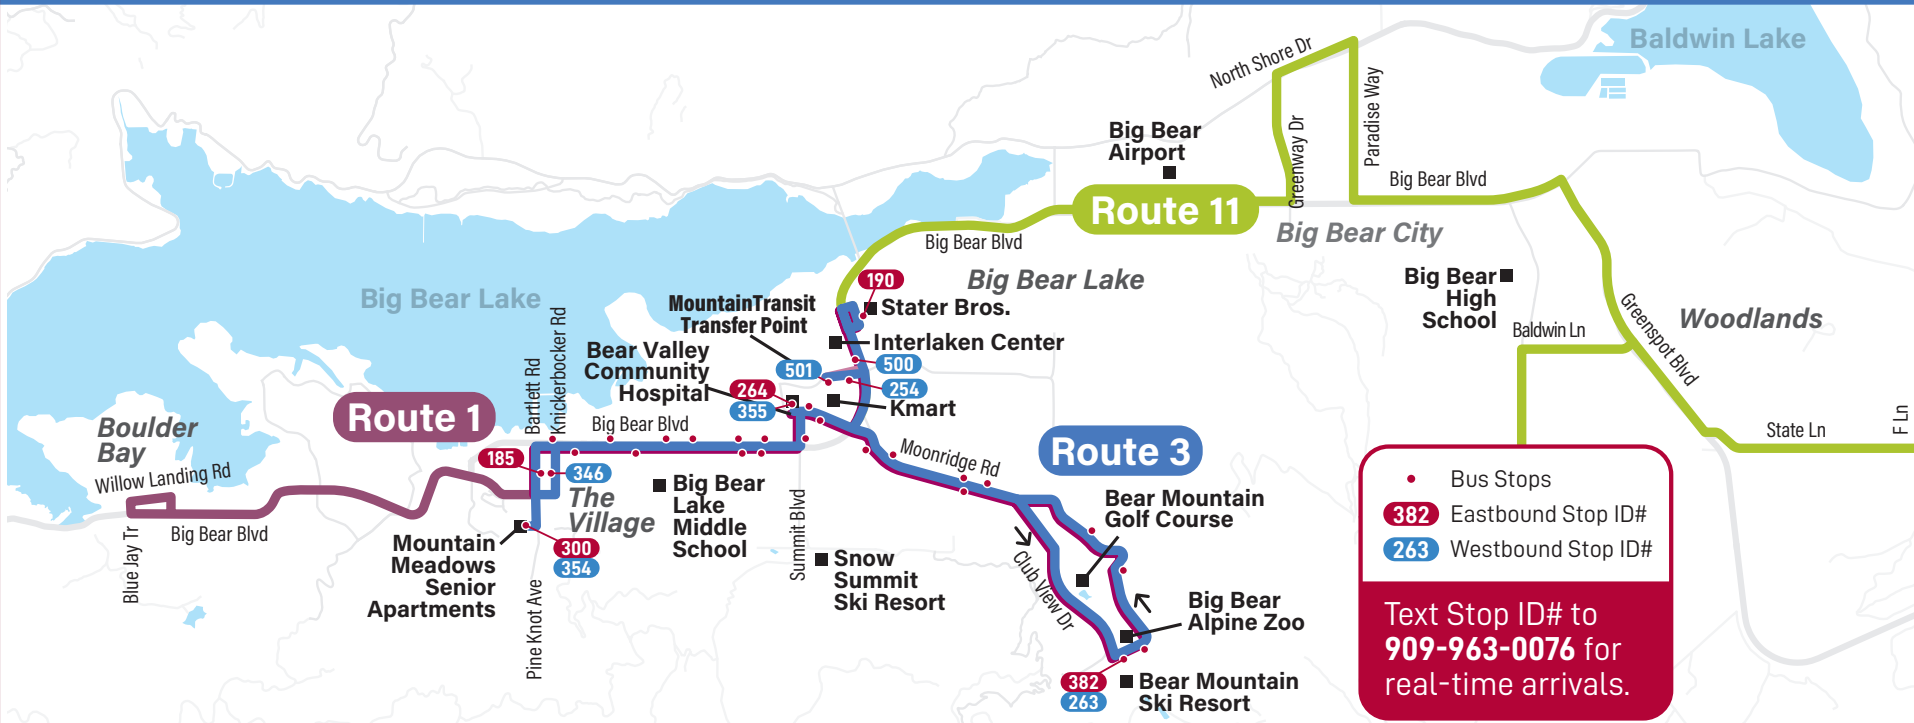 Baldwin Lake
North Shore Dr
Paradise Way
Greenway Dr
Big Bear
Airport
Big Bear Blvd
Route 11
Big Bear City
Big Bear Blvd
Big Bear Lake
Big Bear
High
School
Woodlands
Greenspot Blvd
Baldwin Ln
State Ln
F Ln
Big Bear Lake
190
Stater Bros.
MountainTransit
Transfer Point
Interlaken Center
500
501
254
Kmart
Bear Valley
Community
Hospital
264
355
Bartlett Rd
Knickerbocker Rd
Big Bear Blvd
Route 1
Boulder
Bay
Willow Landing Rd
Blue Jay Tr
Big Bear Blvd
185
346
The
Village
Mountain
Meadows
Senior
Apartments
300
354
Pine Knot Ave
Big Bear
Lake
Middle
School
Summit Blvd
Snow
Summit
Ski Resort
Moonridge Rd
Route 3
Bear Mountain
Golf Course
Club View Dr
Big Bear
Alpine Zoo
382
263
Bear Mountain
Ski Resort
Bus Stops
382 Eastbound Stop ID#
263 Westbound Stop ID#
Text Stop ID# to
909-963-0076 for
real-time arrivals.